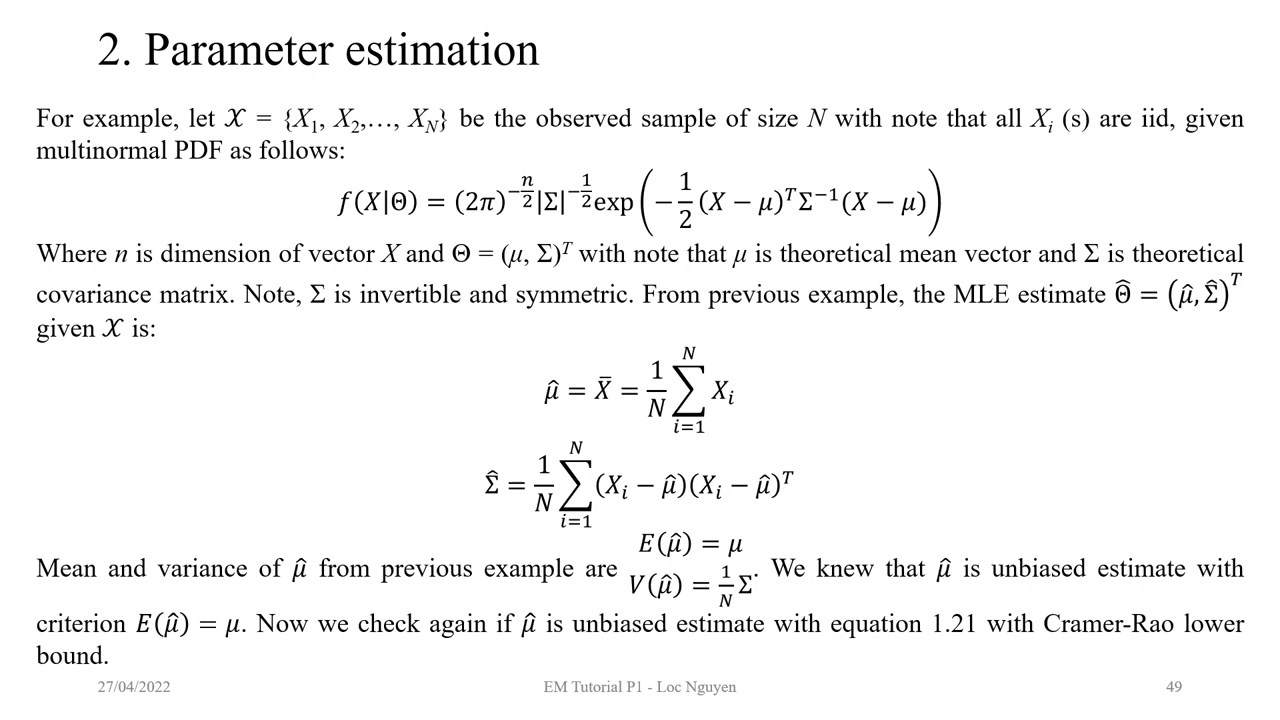 2. Parameter estimation
For example, let 𝒳 = {X₁, X₂,…, X_N} be the observed sample of size N with note that all Xᵢ (s) are iid, given
multinormal PDF as follows:
f(X|Θ) = (2π)^(−n/2)|Σ|^(−1/2)exp(−1/2(X − μ)ᵀΣ⁻¹(X − μ))
Where n is dimension of vector X and Θ = (μ, Σ)ᵀ with note that μ is theoretical mean vector and Σ is theoretical
covariance matrix. Note, Σ is invertible and symmetric. From previous example, the MLE estimate Θ̂ = (μ̂, Σ̂)ᵀ
given 𝒳 is:
μ̂ = X̄ = 1/N ∑_{i=1}^{N} Xᵢ
Σ̂ = 1/N ∑_{i=1}^{N} (Xᵢ − μ̂)(Xᵢ − μ̂)ᵀ
Mean and variance of μ̂ from previous example are E(μ̂) = μ V(μ̂) = 1/N Σ. We knew that μ̂ is unbiased estimate with
criterion E(μ̂) = μ. Now we check again if μ̂ is unbiased estimate with equation 1.21 with Cramer-Rao lower
bound.
27/04/2022 EM Tutorial P1 - Loc Nguyen 49